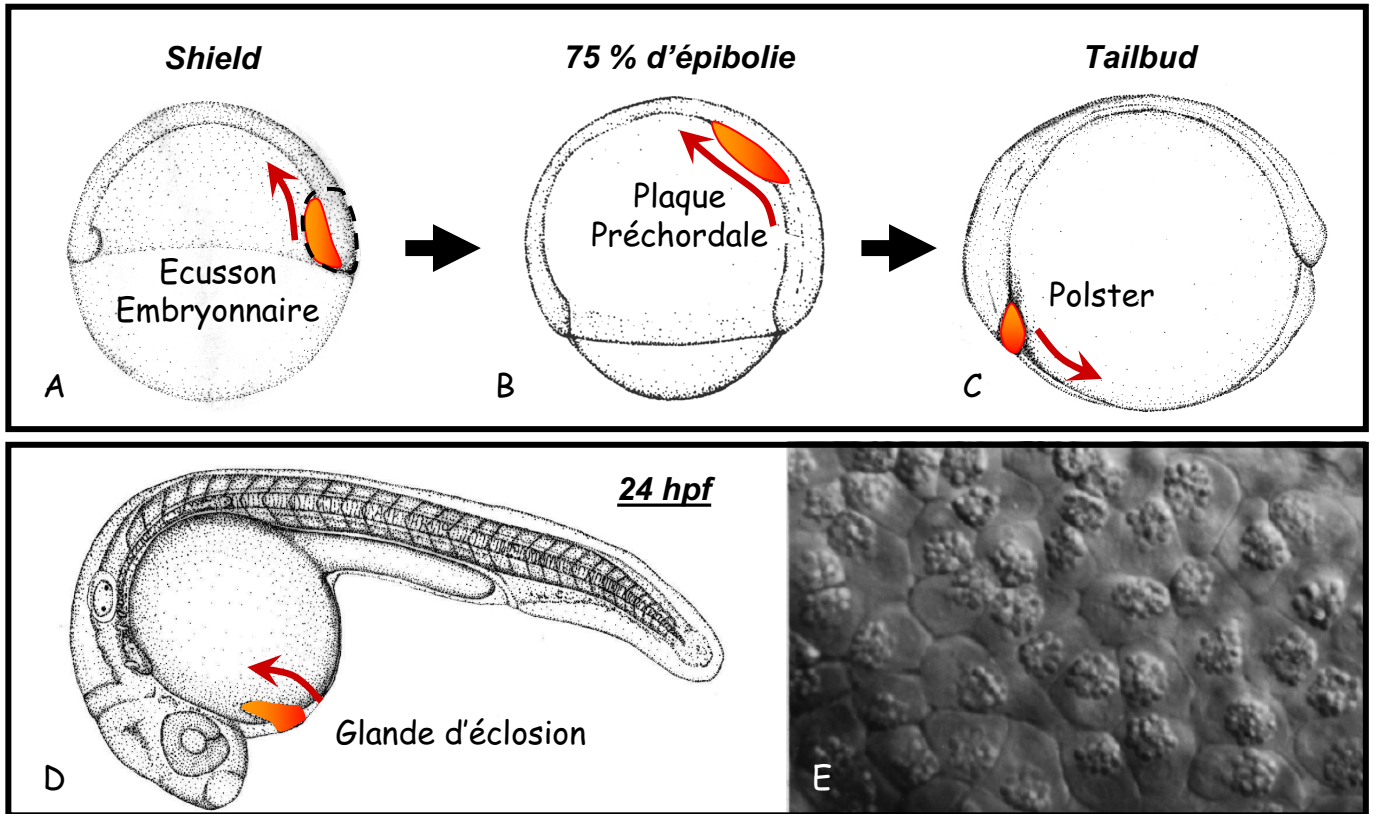 Shield
75 % d'épibolie
Tailbud
Ecusson
Embryonnaire
Plaque
Préchordale
Polster
A
B
C
24 hpf
Glande d'éclosion
D
E